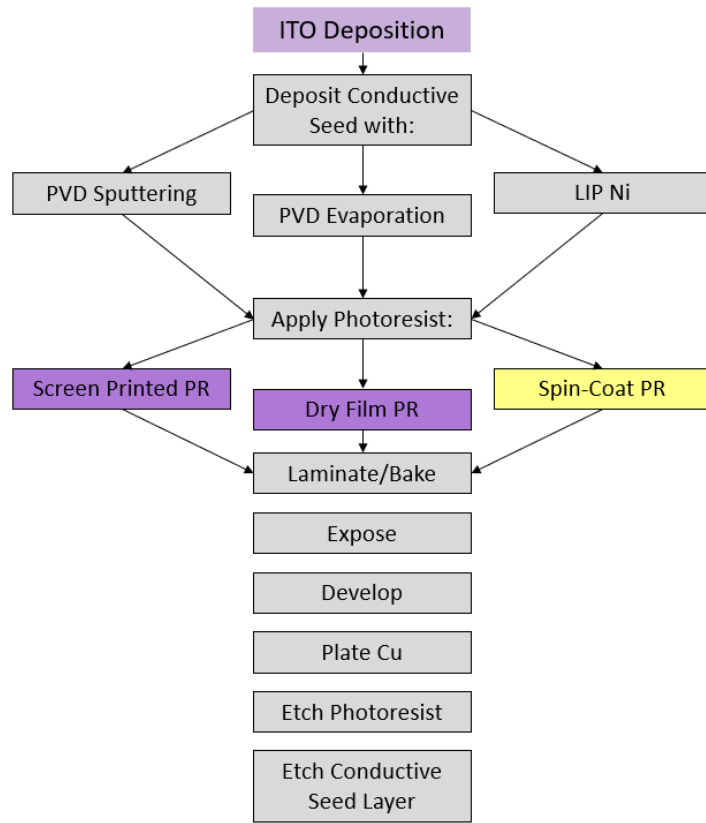 ITO Deposition
Deposit Conductive
Seed with:
PVD Sputtering
PVD Evaporation
LIP Ni
Apply Photoresist:
Screen Printed PR
Dry Film PR
Spin-Coat PR
Laminate/Bake
Expose
Develop
Plate Cu
Etch Photoresist
Etch Conductive
Seed Layer